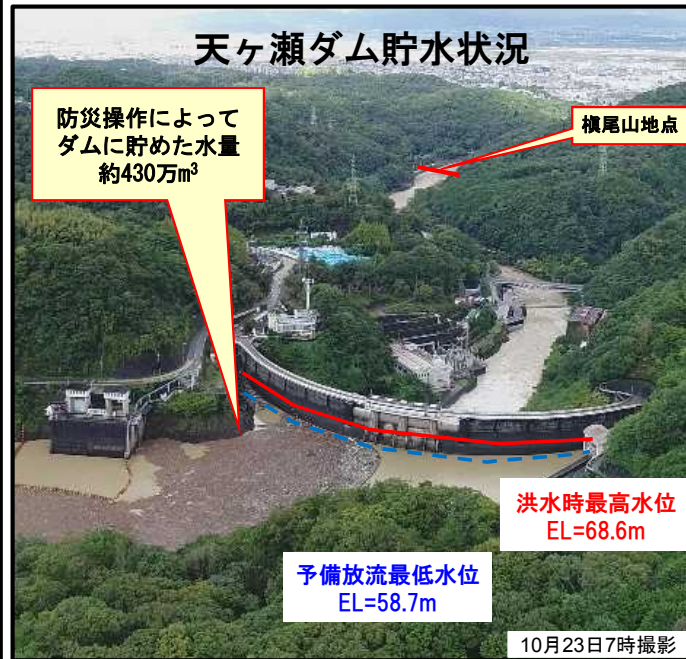 天ヶ瀬ダム貯水状況
防災操作によって
ダムに貯めた水量
約430万m³
槇尾山地点
洪水時最高水位
EL=68.6m
予備放流最低水位
EL=58.7m
10月23日7時撮影